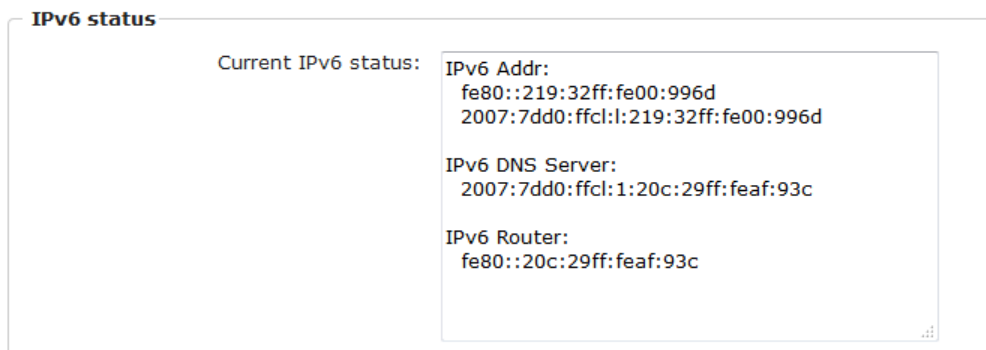 IPv6 status
Current IPv6 status:
IPv6 Addr:
fe80::219:32ff:fe00:996d
2007:7dd0:ffcl:l:219:32ff:fe00:996d
IPv6 DNS Server:
2007:7dd0:ffcl:1:20c:29ff:feaf:93c
IPv6 Router:
fe80::20c:29ff:feaf:93c